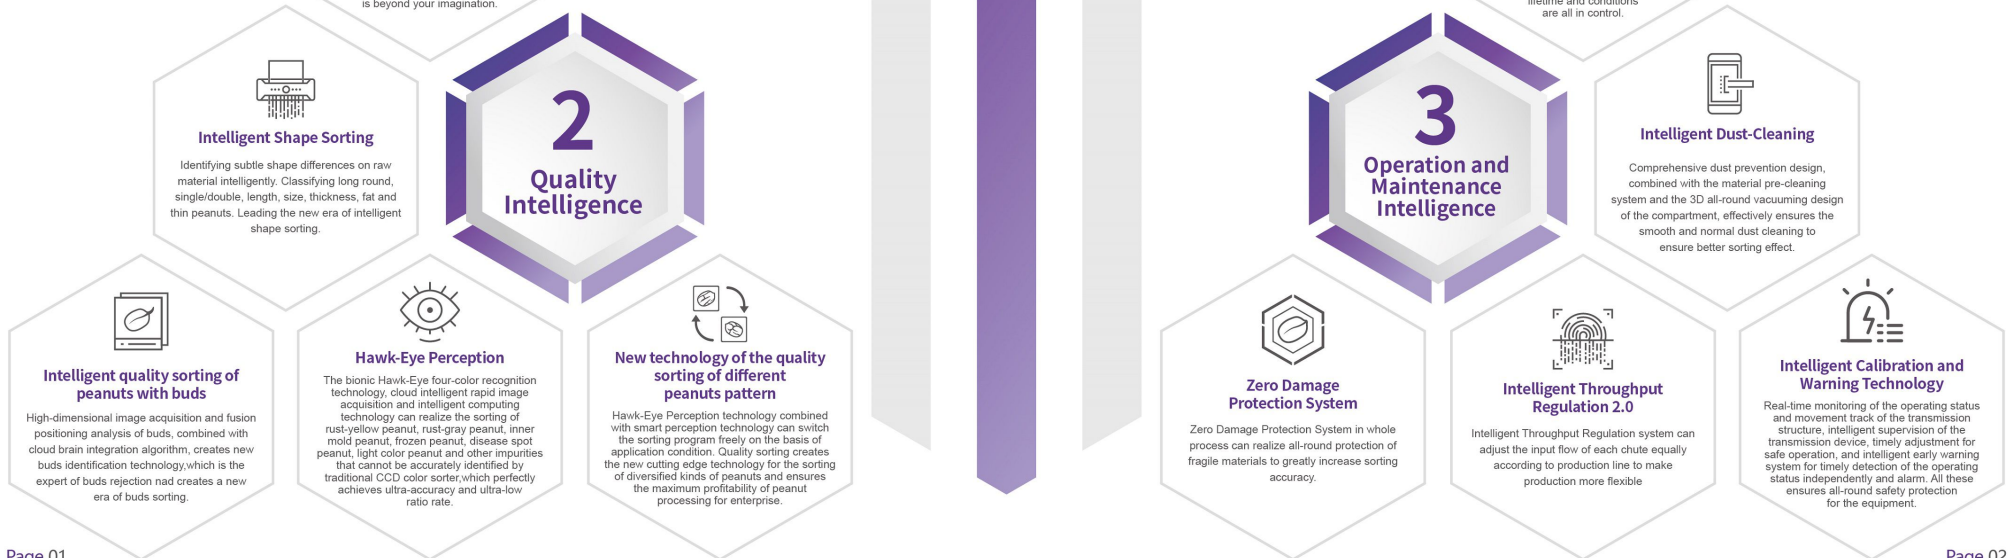 is beyond your imagination.
Intelligent Shape Sorting
Identifying subtle shape differences on raw
material intelligently. Classifying long round,
single/double, length, size, thickness, fat and
thin peanuts. Leading the new era of intelligent
shape sorting.
2
Quality
Intelligence
Intelligent quality sorting of
peanuts with buds
High-dimensional image acquisition and fusion
positioning analysis of buds, combined with
cloud brain integration algorithm, creates new
buds identification technology,which is the
expert of buds rejection nad creates a new
era of buds sorting.
Hawk-Eye Perception
The bionic Hawk-Eye four-color recognition
technology, cloud intelligent rapid image
acquisition and intelligent computing
technology can realize the sorting of
rust-yellow peanut, rust-gray peanut, inner
mold peanut, frozen peanut, disease spot
peanut, light color peanut and other impurities
that cannot be accurately identified by
traditional CCD color sorter,which perfectly
achieves ultra-accuracy and ultra-low
ratio rate.
New technology of the quality
sorting of different
peanuts pattern
Hawk-Eye Perception technology combined
with smart perception technology can switch
the sorting program freely on the basis of
application condition. Quality sorting creates
the new cutting edge technology for the sorting
of diversified kinds of peanuts and ensures
the maximum profitability of peanut
processing for enterprise.
Page 01
lifetime and conditions
are all in control.
3
Operation and
Maintenance
Intelligence
Intelligent Dust-Cleaning
Comprehensive dust prevention design,
combined with the material pre-cleaning
system and the 3D all-round vacuuming design
of the compartment, effectively ensures the
smooth and normal dust cleaning to
ensure better sorting effect.
Zero Damage
Protection System
Zero Damage Protection System in whole
process can realize all-round protection of
fragile materials to greatly increase sorting
accuracy.
Intelligent Throughput
Regulation 2.0
Intelligent Throughput Regulation system can
adjust the input flow of each chute equally
according to production line to make
production more flexible
Intelligent Calibration and
Warning Technology
Real-time monitoring of the operating status
and movement track of the transmission
structure, intelligent supervision of the
transmission device, timely adjustment for
safe operation, and intelligent early warning
system for timely detection of the operating
status independently and alarm. All these
ensures all-round safety protection
for the equipment.
Page 02